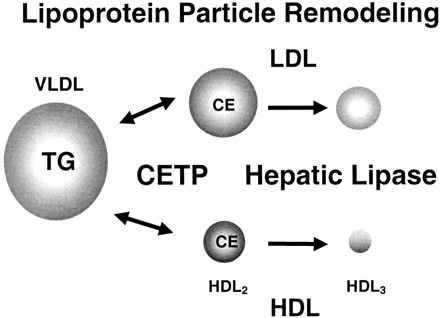 Lipoprotein Particle Remodeling
LDL
VLDL
CE
TG
CETP
Hepatic Lipase
CE
HDL₂
HDL₃
HDL